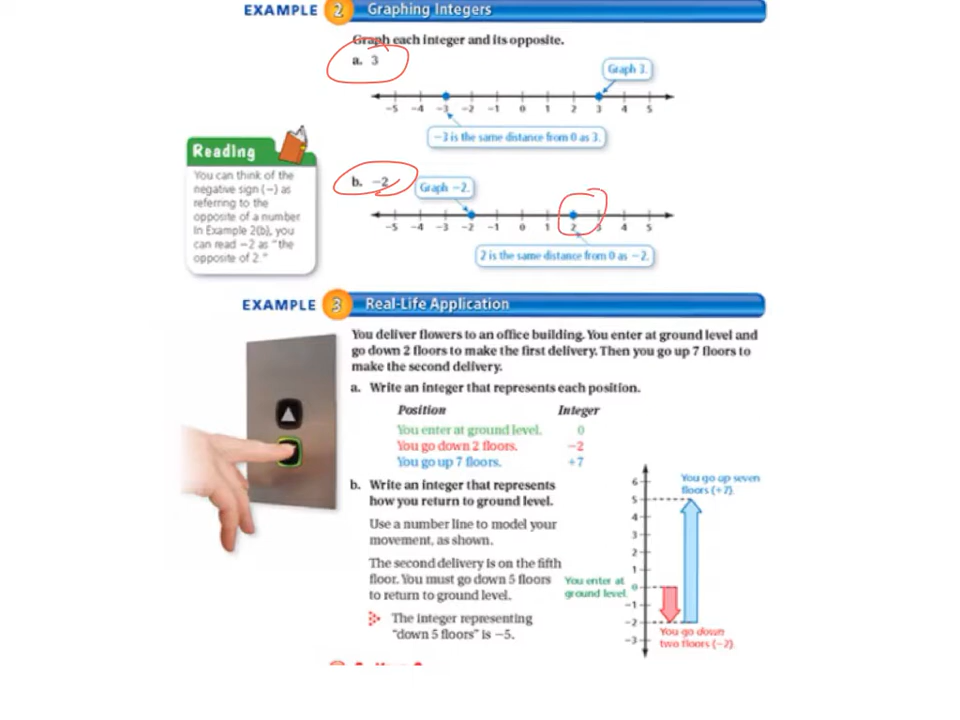 EXAMPLE 2 Graphing Integers
Graph each integer and its opposite.
a. 3
Graph 3.
-5 -4 -3 -2 -1 0 1 2 3 4 5
-3 is the same distance from 0 as 3.
Reading
You can think of the
negative sign (-) as
referring to the
opposite of a number.
In Example 2(b), you
can read -2 as "the
opposite of 2."
b. -2
Graph -2.
-5 -4 -3 -2 -1 0 1 2 3 4 5
2 is the same distance from 0 as -2.
EXAMPLE 3 Real-Life Application
You deliver flowers to an office building. You enter at ground level and
go down 2 floors to make the first delivery. Then you go up 7 floors to
make the second delivery.
a. Write an integer that represents each position.
Position Integer
You enter at ground level. 0
You go down 2 floors. -2
You go up 7 floors. +7
b. Write an integer that represents
how you return to ground level.
Use a number line to model your
movement, as shown.
The second delivery is on the fifth
floor. You must go down 5 floors
to return to ground level.
The integer representing
"down 5 floors" is -5.
You go up seven
floors (+7).
6
5
4
3
2
1
0
-1
-2
-3
You enter at
ground level.
You go down
two floors (-2).